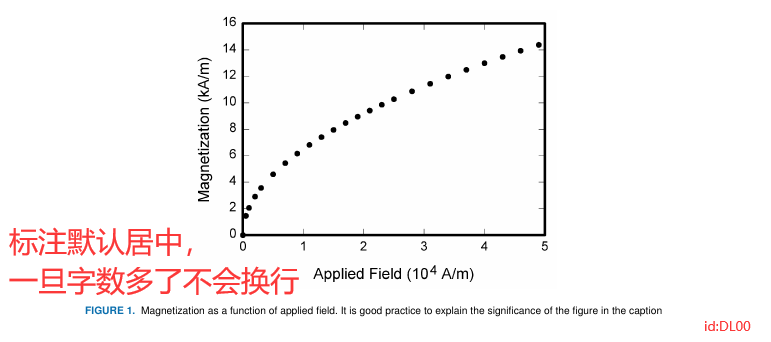 16
14
12
10
8
6
4
2
0
Magnetization (kA/m)
0 1 2 3 4 5
Applied Field (10⁴ A/m)
标注默认居中，
一旦字数多了不会换行
FIGURE 1. Magnetization as a function of applied field. It is good practice to explain the significance of the figure in the caption
id:DL00